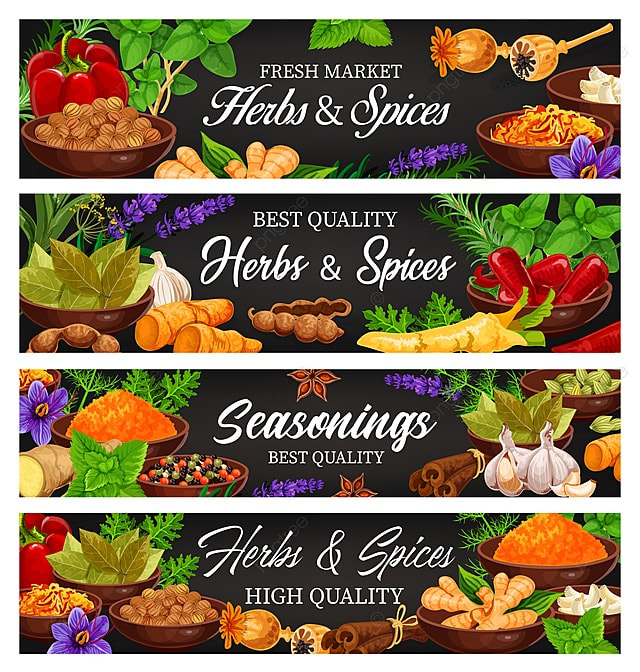 FRESH MARKET
Herbs & Spices
BEST QUALITY
Herbs & Spices
Seasonings
BEST QUALITY
Herbs & Spices
HIGH QUALITY